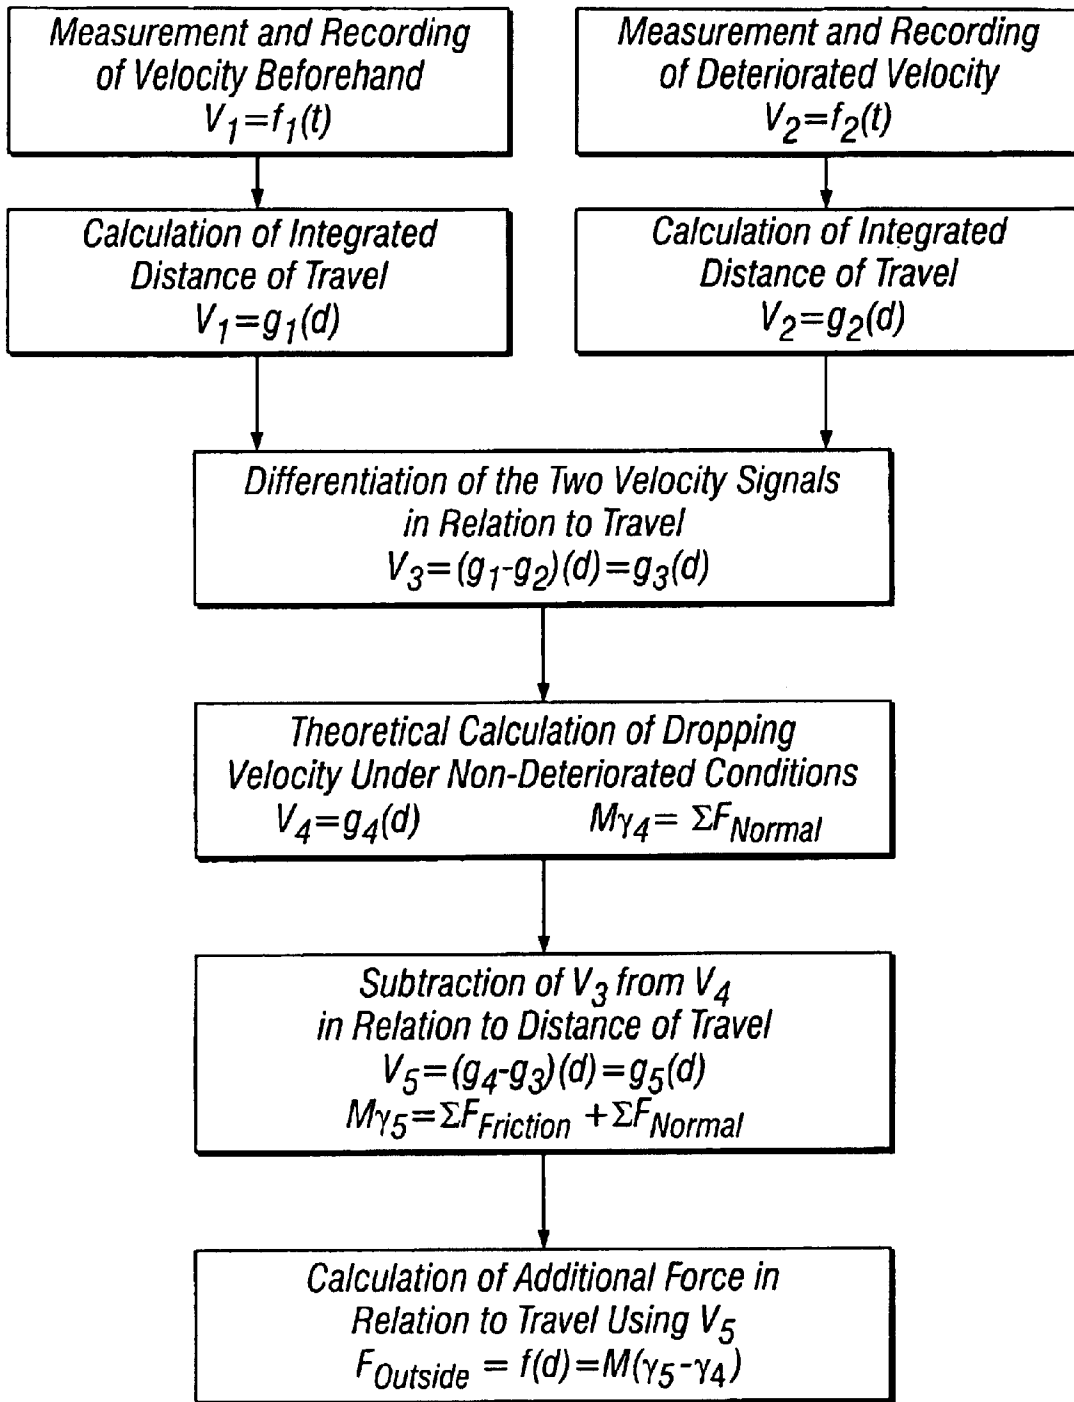 Measurement and Recording
of Velocity Beforehand
V1=f1(t)
Measurement and Recording
of Deteriorated Velocity
V2=f2(t)
Calculation of Integrated
Distance of Travel
V1=g1(d)
Calculation of Integrated
Distance of Travel
V2=g2(d)
Differentiation of the Two Velocity Signals
in Relation to Travel
V3=(g1-g2)(d)=g3(d)
Theoretical Calculation of Dropping
Velocity Under Non-Deteriorated Conditions
V4=g4(d) Mγ4= ΣFNormal
Subtraction of V3 from V4
in Relation to Distance of Travel
V5=(g4-g3)(d)=g5(d)
Mγ5=ΣFFriction +ΣFNormal
Calculation of Additional Force in
Relation to Travel Using V5
FOutside = f(d)=M(γ5-γ4)